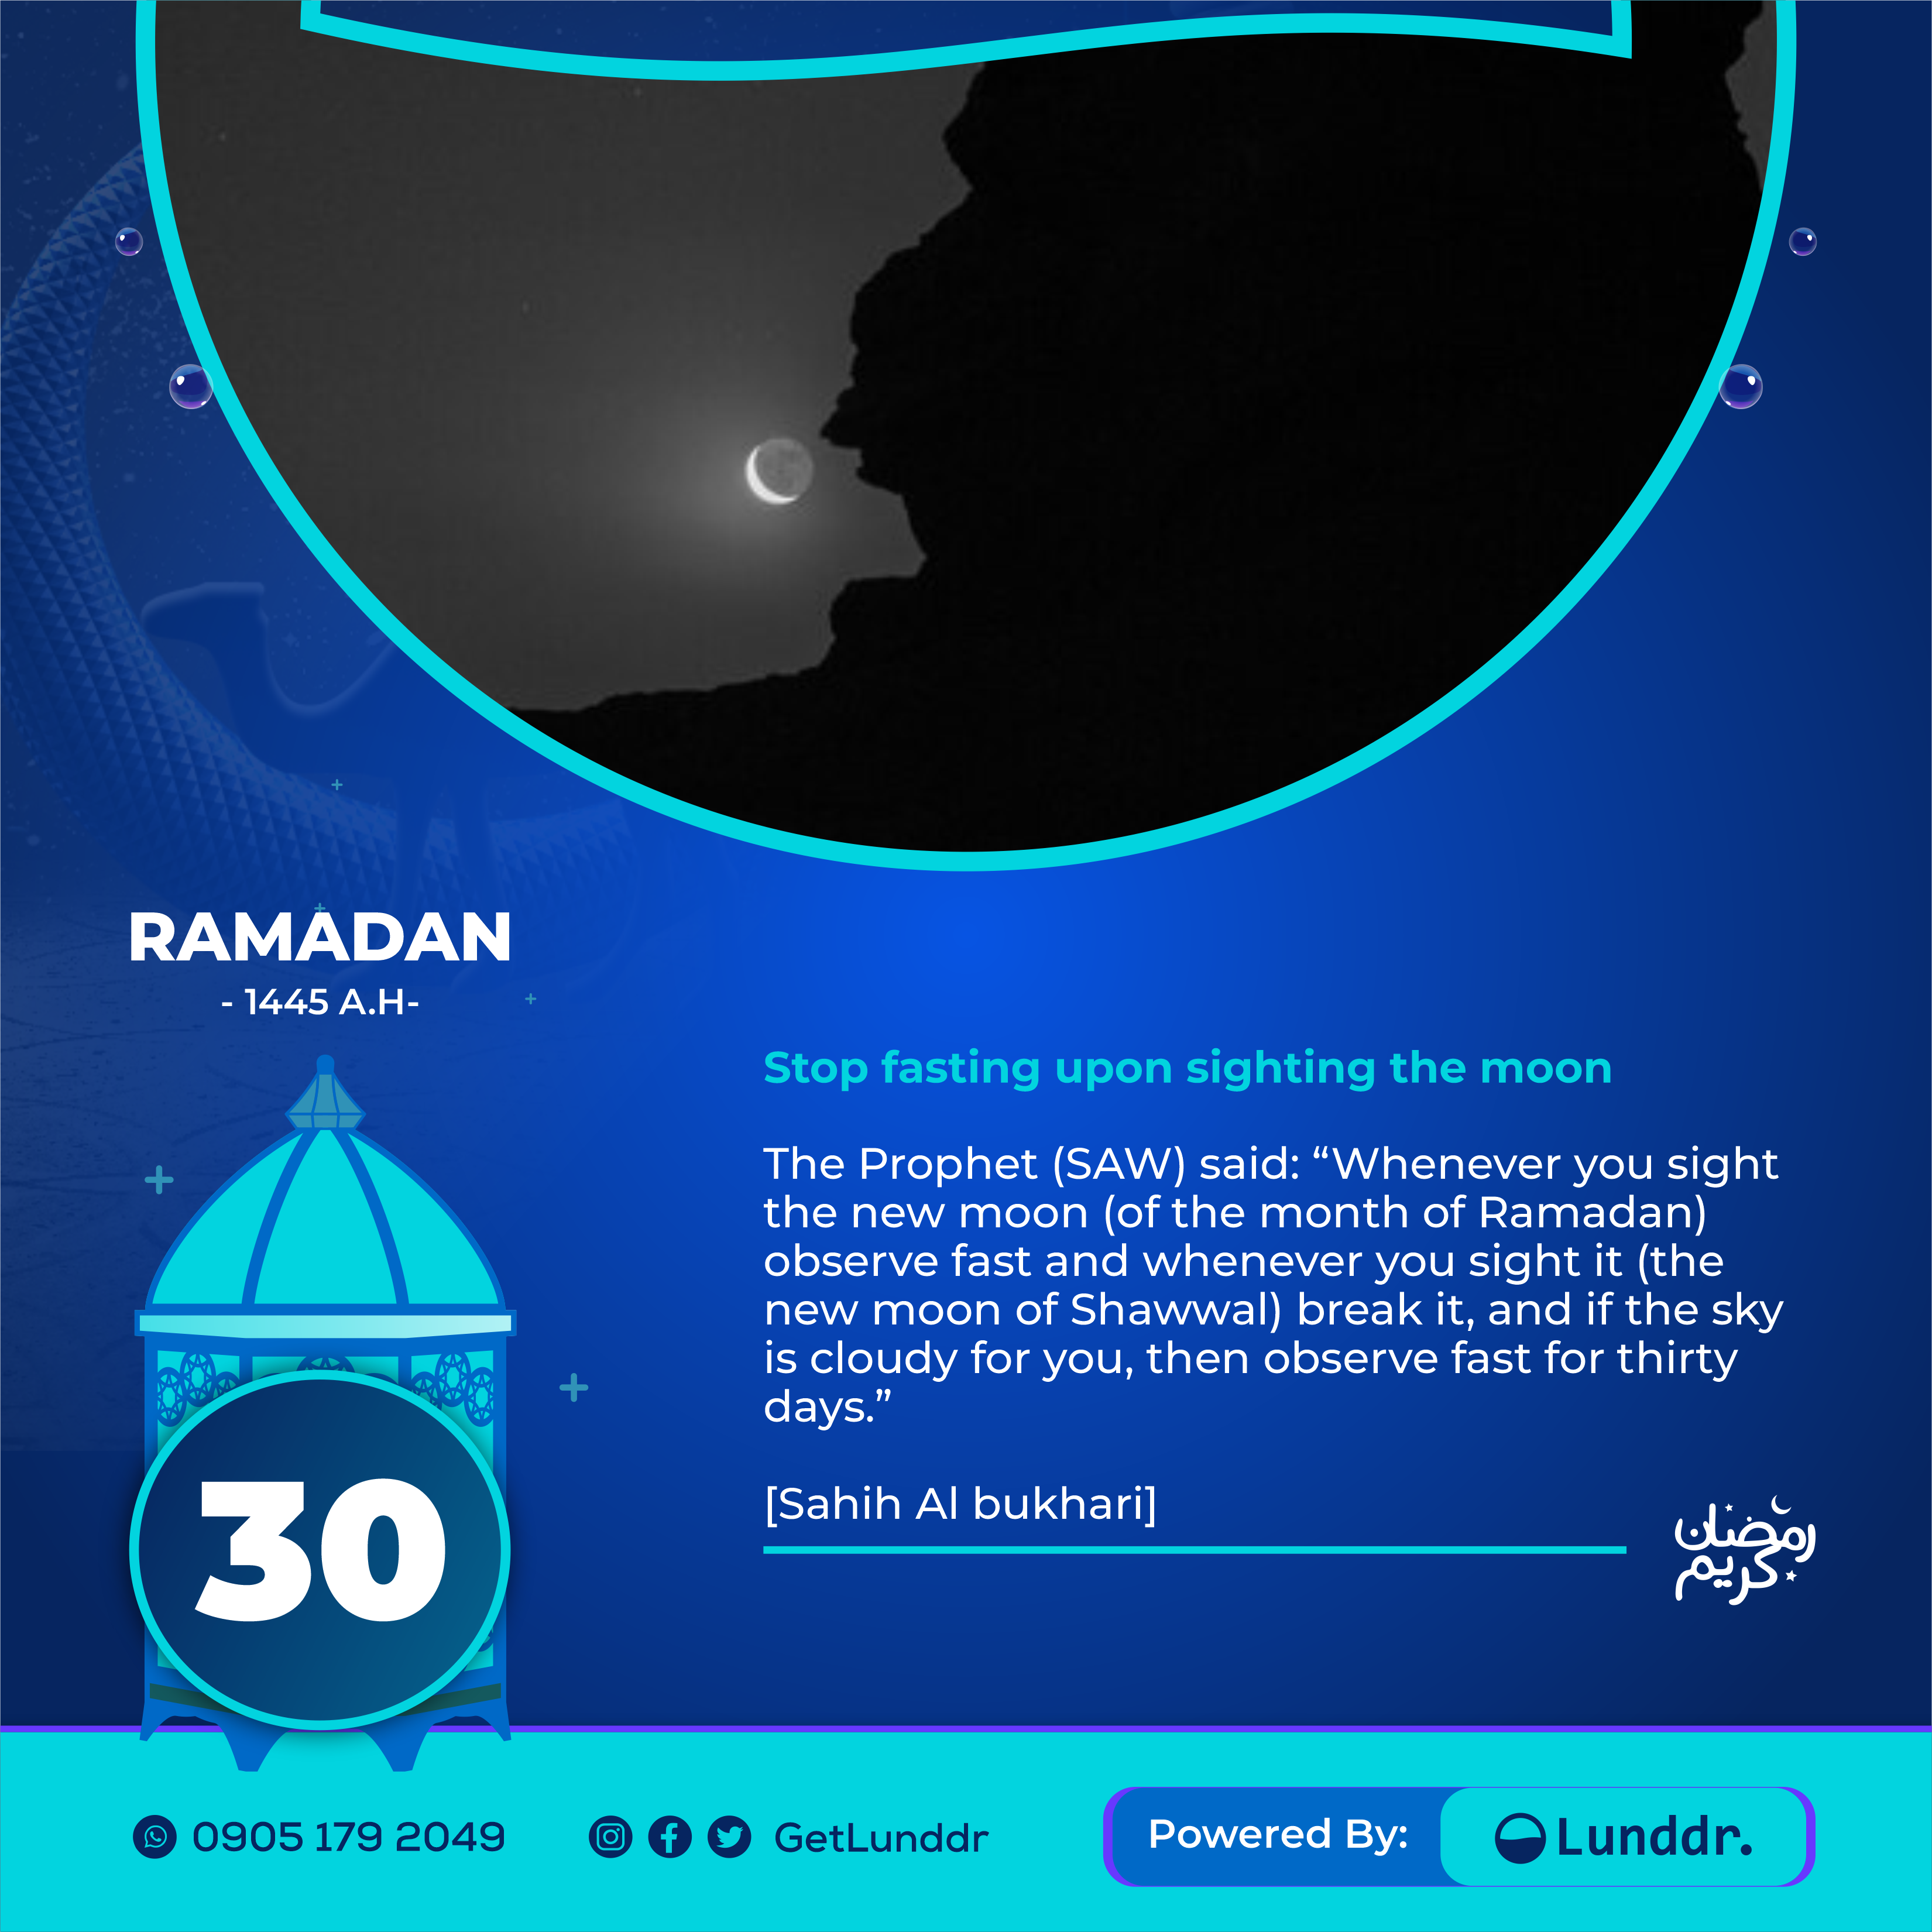 RAMADAN
- 1445 A.H-
30
Stop fasting upon sighting the moon
The Prophet (SAW) said: “Whenever you sight
the new moon (of the month of Ramadan)
observe fast and whenever you sight it (the
new moon of Shawwal) break it, and if the sky
is cloudy for you, then observe fast for thirty
days.”
[Sahih Al bukhari]
رمضان
كريم
0905 179 2049
GetLunddr
Powered By:
Lunddr.